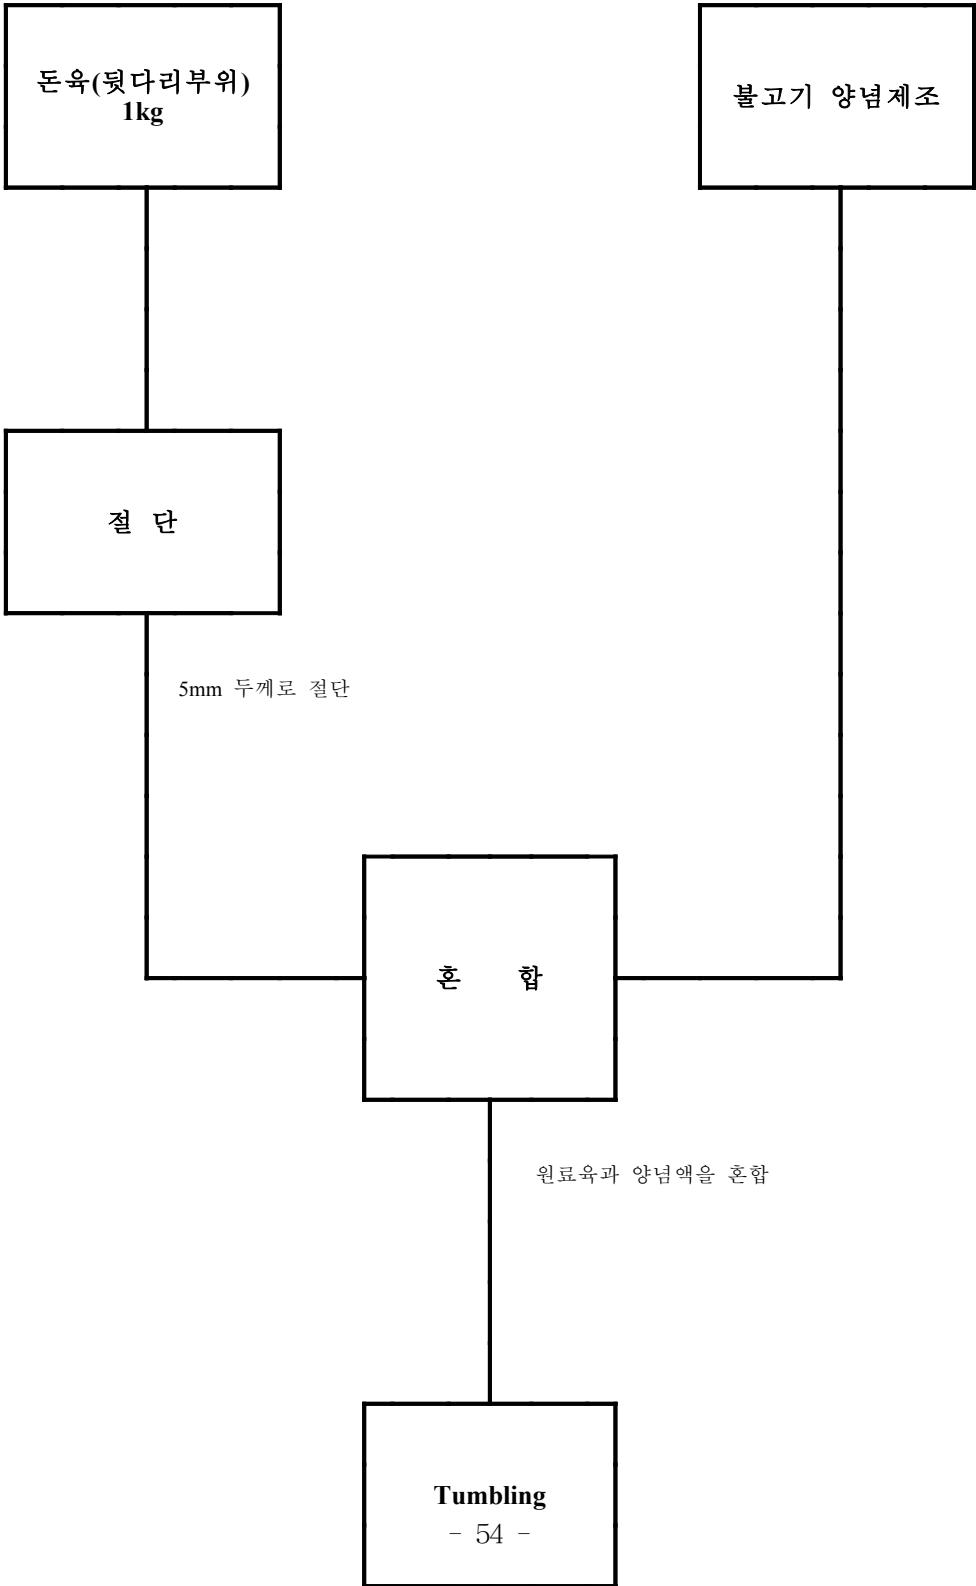 돈육(뒷다리부위)
1kg
불고기 양념제조
절 단
5mm 두께로 절단
혼 합
원료육과 양념액을 혼합
Tumbling
- 54 -